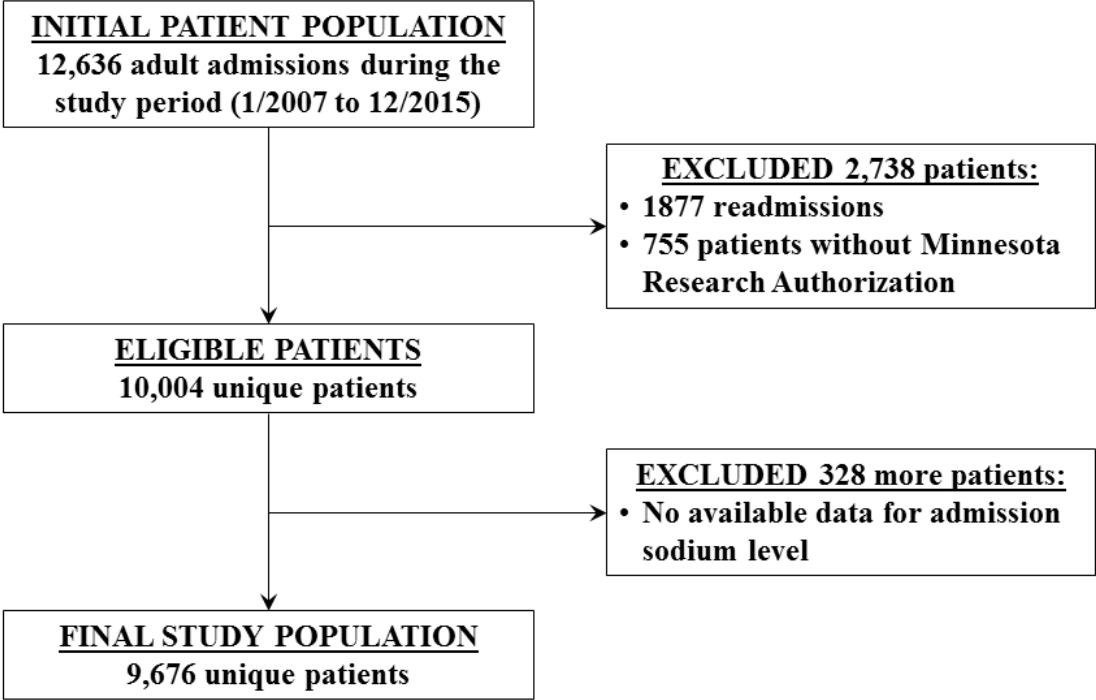 INITIAL PATIENT POPULATION
12,636 adult admissions during the
study period (1/2007 to 12/2015)
EXCLUDED 2,738 patients:
• 1877 readmissions
• 755 patients without Minnesota
Research Authorization
ELIGIBLE PATIENTS
10,004 unique patients
EXCLUDED 328 more patients:
• No available data for admission
sodium level
FINAL STUDY POPULATION
9,676 unique patients